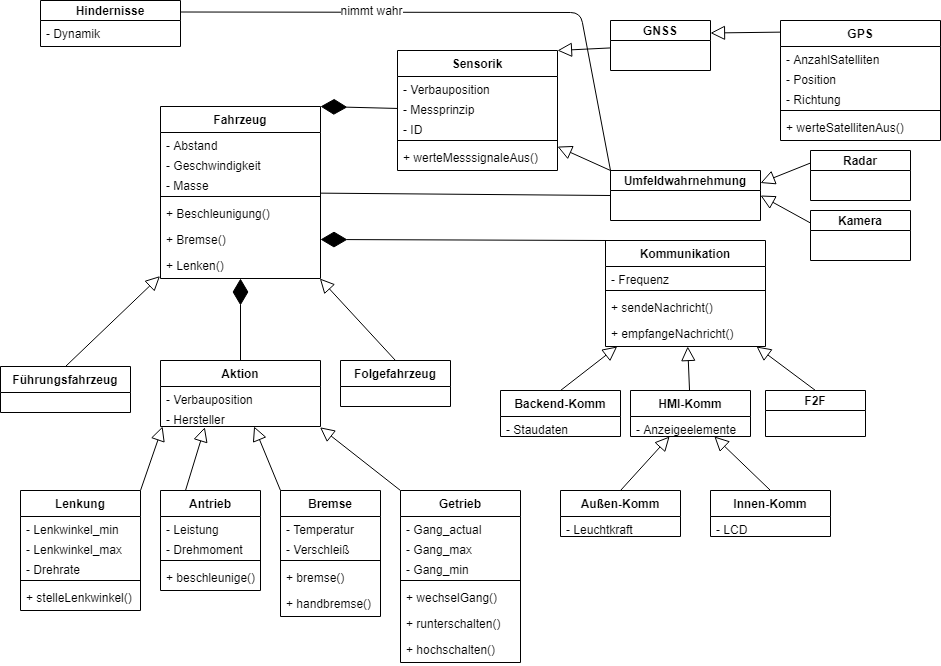 Hindernisse
- Dynamik
nimmt wahr
GNSS
GPS
- AnzahlSatelliten
- Position
- Richtung
+ werteSatellitenAus()
Sensorik
- Verbauposition
- Messprinzip
- ID
+ werteMesssignaleAus()
Fahrzeug
- Abstand
- Geschwindigkeit
- Masse
+ Beschleunigung()
+ Bremse()
+ Lenken()
Umfeldwahrnehmung
Radar
Kamera
Kommunikation
- Frequenz
+ sendeNachricht()
+ empfangeNachricht()
Führungsfahrzeug
Aktion
- Verbauposition
- Hersteller
Folgefahrzeug
Backend-Komm
- Staudaten
HMI-Komm
- Anzeigeelemente
F2F
Lenkung
- Lenkwinkel_min
- Lenkwinkel_max
- Drehrate
+ stelleLenkwinkel()
Antrieb
- Leistung
- Drehmoment
+ beschleunige()
Bremse
- Temperatur
- Verschleiß
+ bremse()
+ handbremse()
Getrieb
- Gang_actual
- Gang_max
- Gang_min
+ wechselGang()
+ runterschalten()
+ hochschalten()
Außen-Komm
- Leuchtkraft
Innen-Komm
- LCD